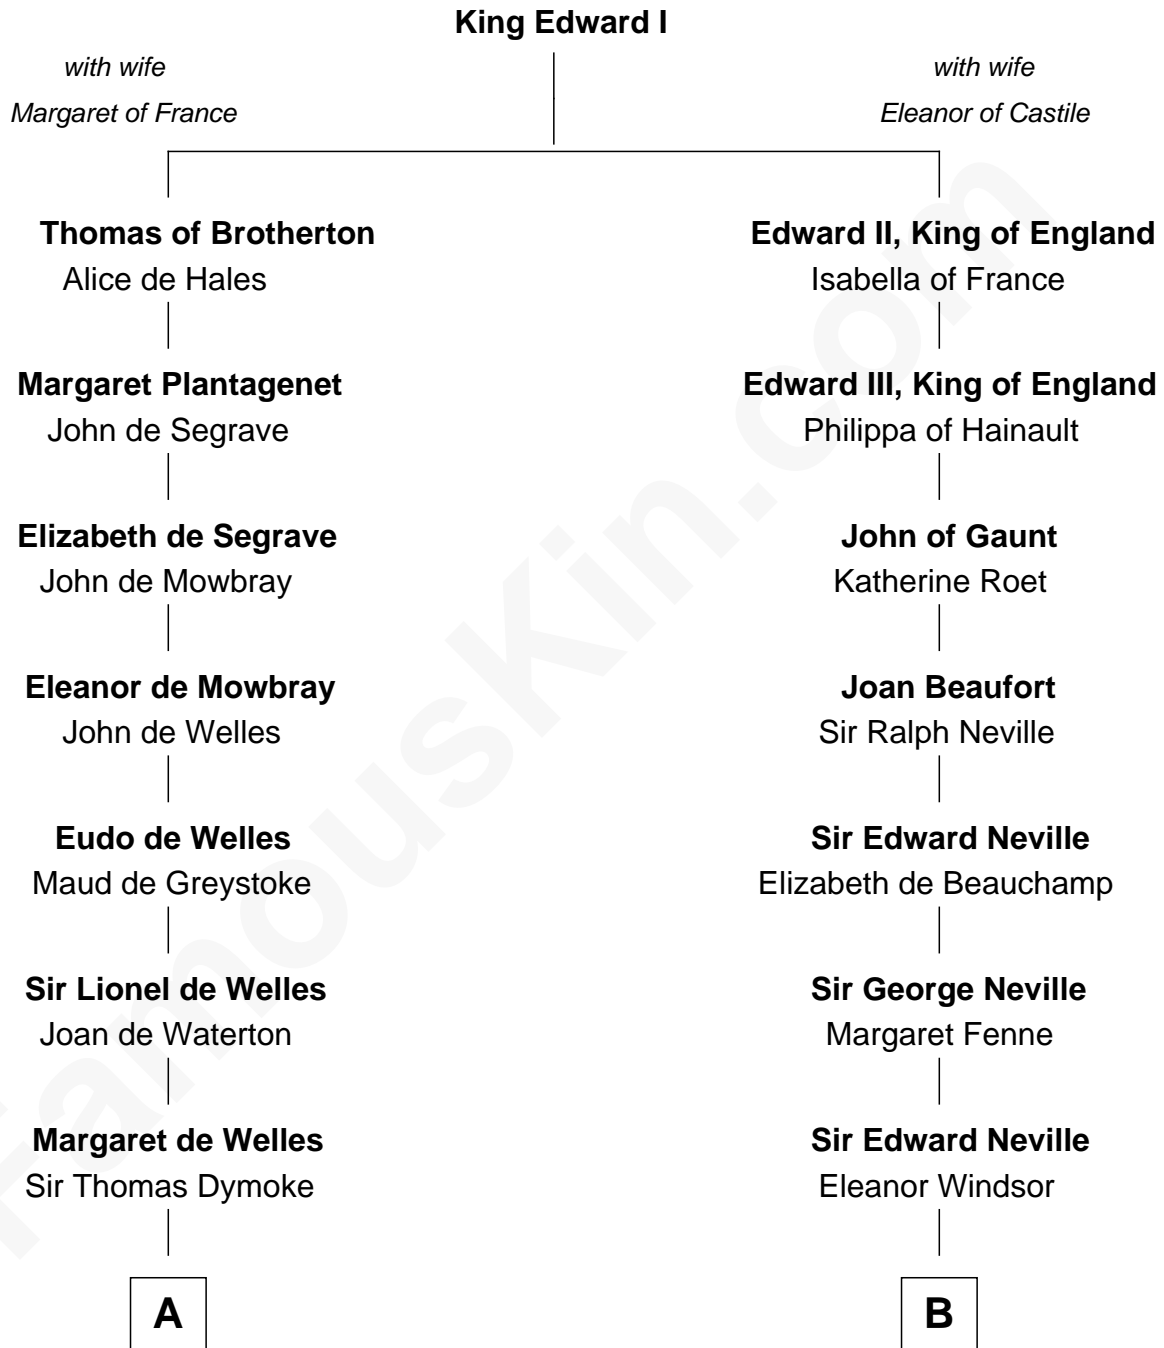 King Edward I
with wife
Margaret of France
with wife
Eleanor of Castile
Thomas of Brotherton
Alice de Hales
Edward II, King of England
Isabella of France
Margaret Plantagenet
John de Segrave
Edward III, King of England
Philippa of Hainault
Elizabeth de Segrave
John de Mowbray
John of Gaunt
Katherine Roet
Eleanor de Mowbray
John de Welles
Joan Beaufort
Sir Ralph Neville
Eudo de Welles
Maud de Greystoke
Sir Edward Neville
Elizabeth de Beauchamp
Sir Lionel de Welles
Joan de Waterton
Sir George Neville
Margaret Fenne
Margaret de Welles
Sir Thomas Dymoke
Sir Edward Neville
Eleanor Windsor
A
B
FamousKin.com